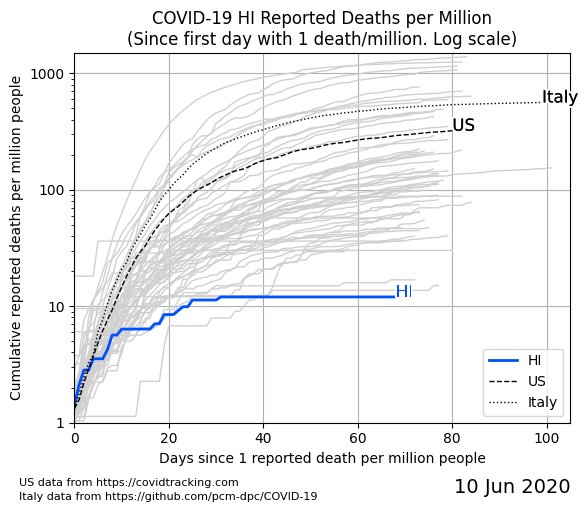 COVID-19 HI Reported Deaths per Million
(Since first day with 1 death/million. Log scale)
Cumulative reported deaths per million people
1000
100
10
1
Italy
US
HI
HI
US
Italy
0
20
40
60
80
100
Days since 1 reported death per million people
US data from https://covidtracking.com
Italy data from https://github.com/pcm-dpc/COVID-19
10 Jun 2020